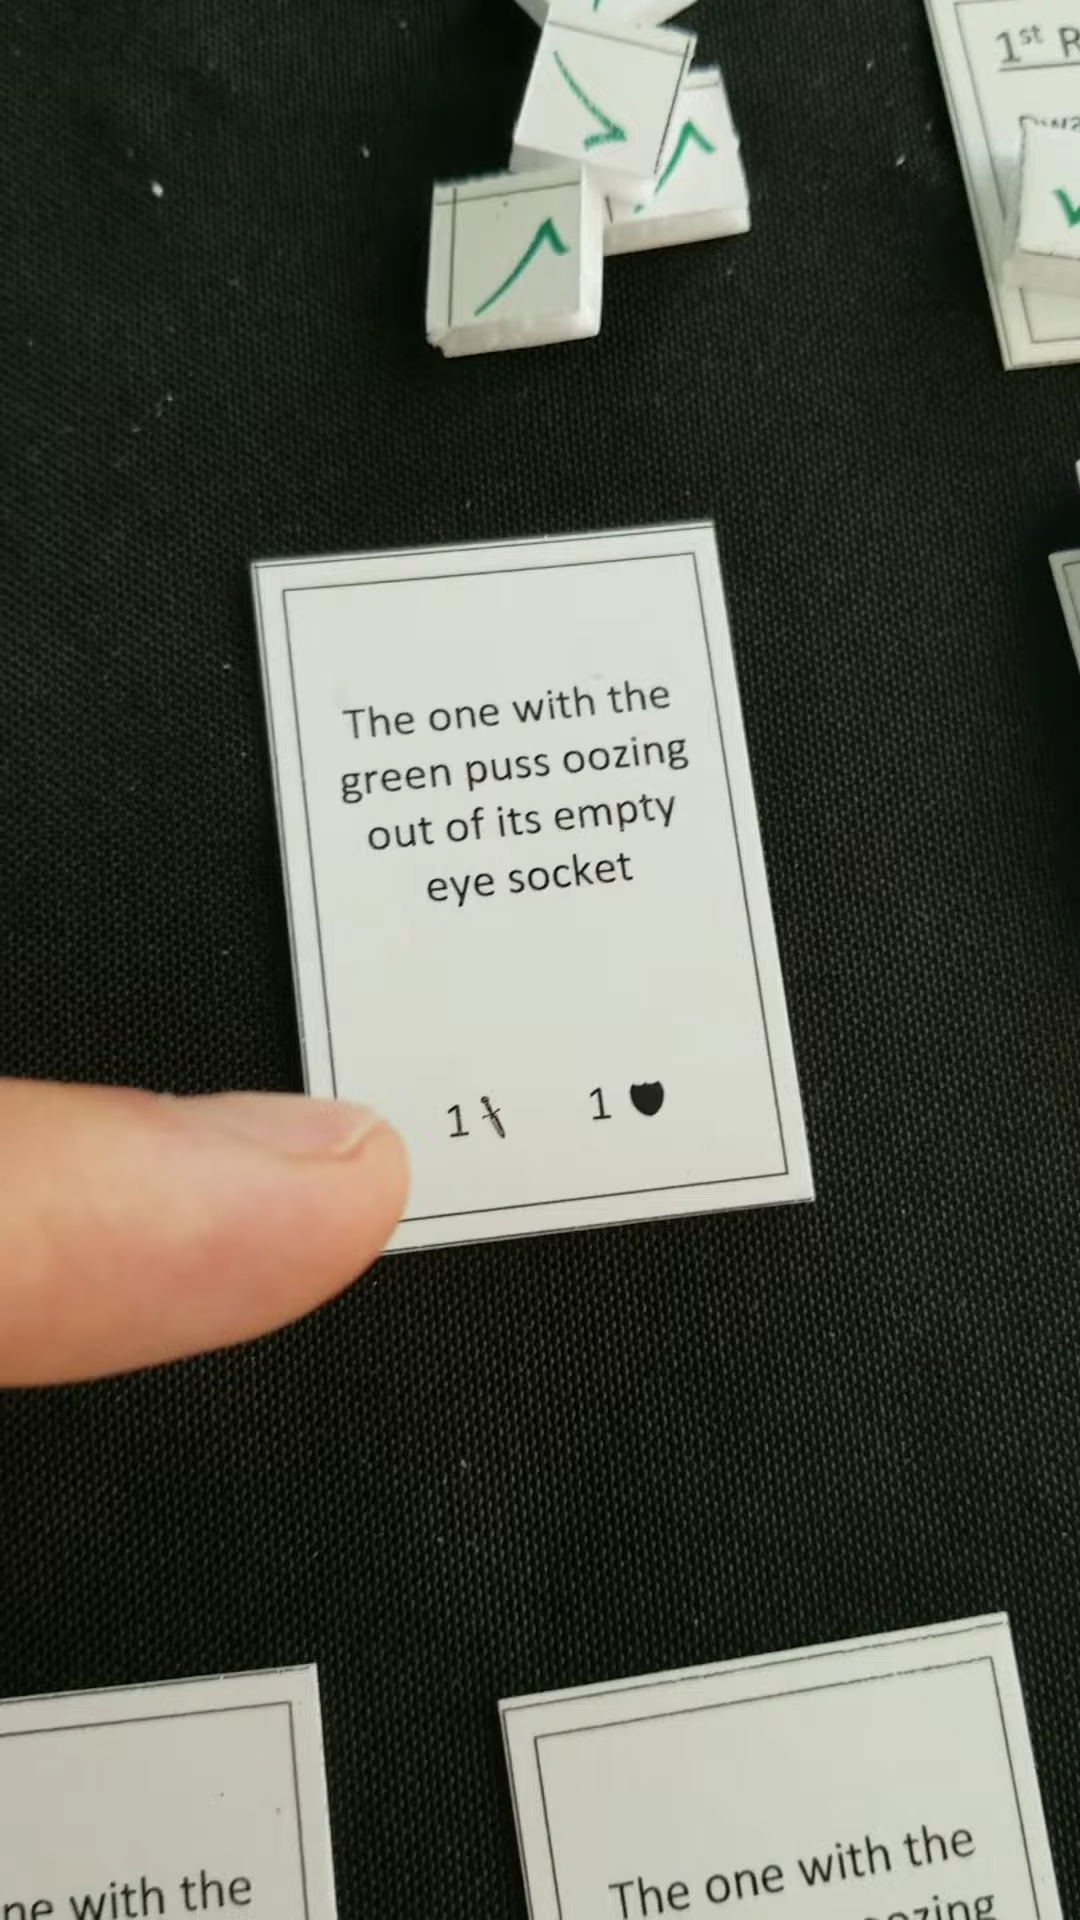 1st R
The one with the
green puss oozing
out of its empty
eye socket
1 1
with the
The one with the